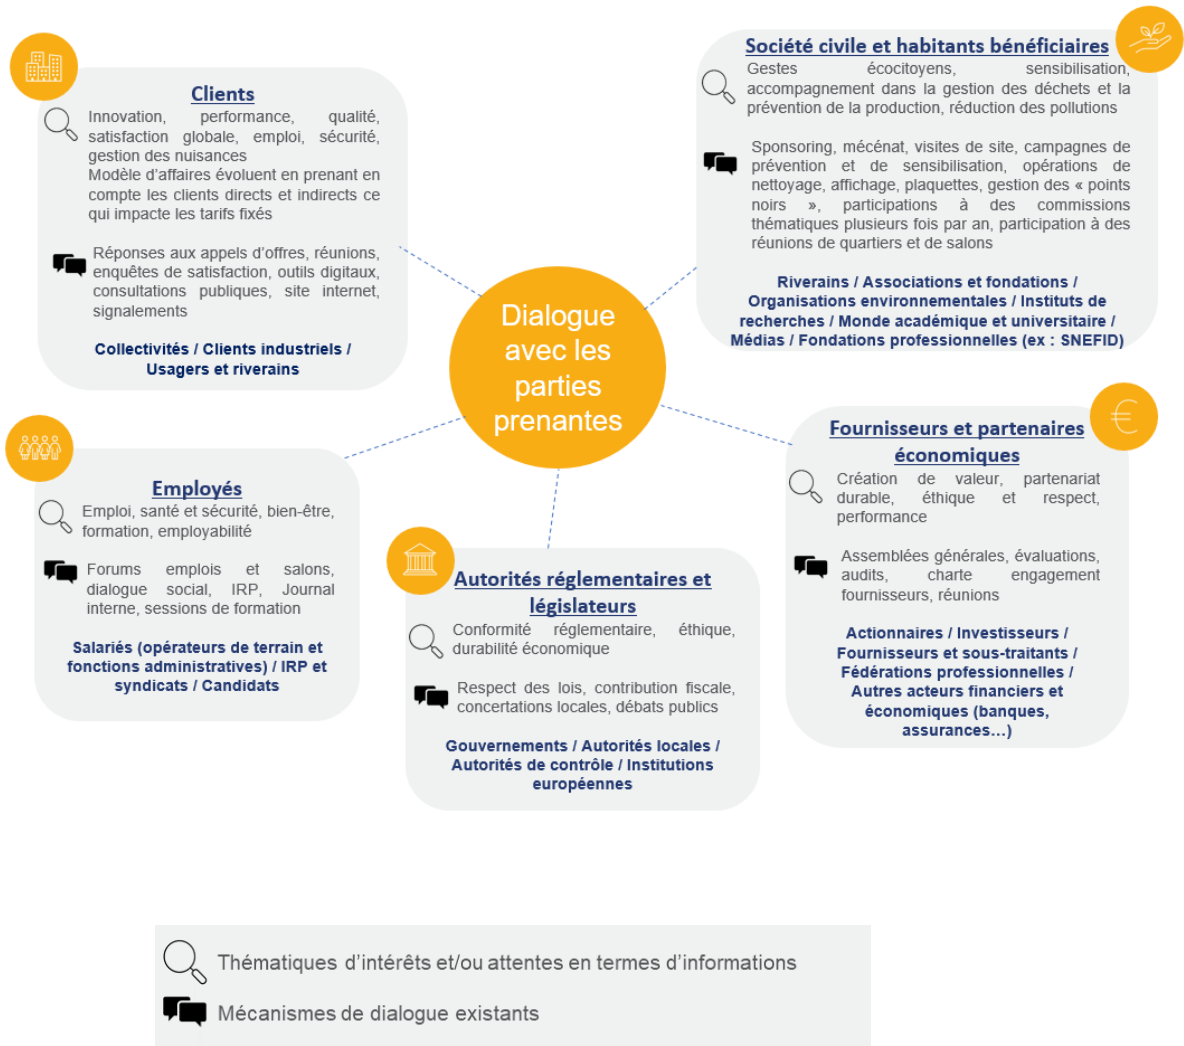 Clients
Innovation, performance, qualité,
satisfaction globale, emploi, sécurité,
gestion des nuisances
Modèle d'affaires évoluent en prenant en
compte les clients directs et indirects ce
qui impacte les tarifs fixés
Réponses aux appels d'offres, réunions,
enquêtes de satisfaction, outils digitaux,
consultations publiques, site internet,
signalements
Collectivités / Clients industriels /
Usagers et riverains
Société civile et habitants bénéficiaires
Gestes écocitoyens, sensibilisation,
accompagnement dans la gestion des déchets et la
prévention de la production, réduction des pollutions
Sponsoring, mécénat, visites de site, campagnes de
prévention et de sensibilisation, opérations de
nettoyage, affichage, plaquettes, gestion des « points
noirs », participations à des commissions
thématiques plusieurs fois par an, participation à des
réunions de quartiers et de salons
Riverains / Associations et fondations /
Organisations environnementales / Instituts de
recherches / Monde académique et universitaire /
Médias / Fondations professionnelles (ex : SNEFID)
Dialogue
avec les
parties
prenantes
Employés
Emploi, santé et sécurité, bien-être,
formation, employabilité
Forums emplois et salons,
dialogue social, IRP, Journal
interne, sessions de formation
Salariés (opérateurs de terrain et
fonctions administratives) / IRP et
syndicats / Candidats
Autorités réglementaires et
législateurs
Conformité réglementaire, éthique,
durabilité économique
Respect des lois, contribution fiscale,
concertations locales, débats publics
Gouvernements / Autorités locales /
Autorités de contrôle / Institutions
européennes
€
Fournisseurs et partenaires
économiques
Création de valeur, partenariat
durable, éthique et respect,
performance
Assemblées générales, évaluations,
audits, charte engagement
fournisseurs, réunions
Actionnaires / Investisseurs /
Fournisseurs et sous-traitants /
Fédérations professionnelles /
Autres acteurs financiers et
économiques (banques,
assurances…)
Thématiques d'intérêts et/ou attentes en termes d'informations
Mécanismes de dialogue existants